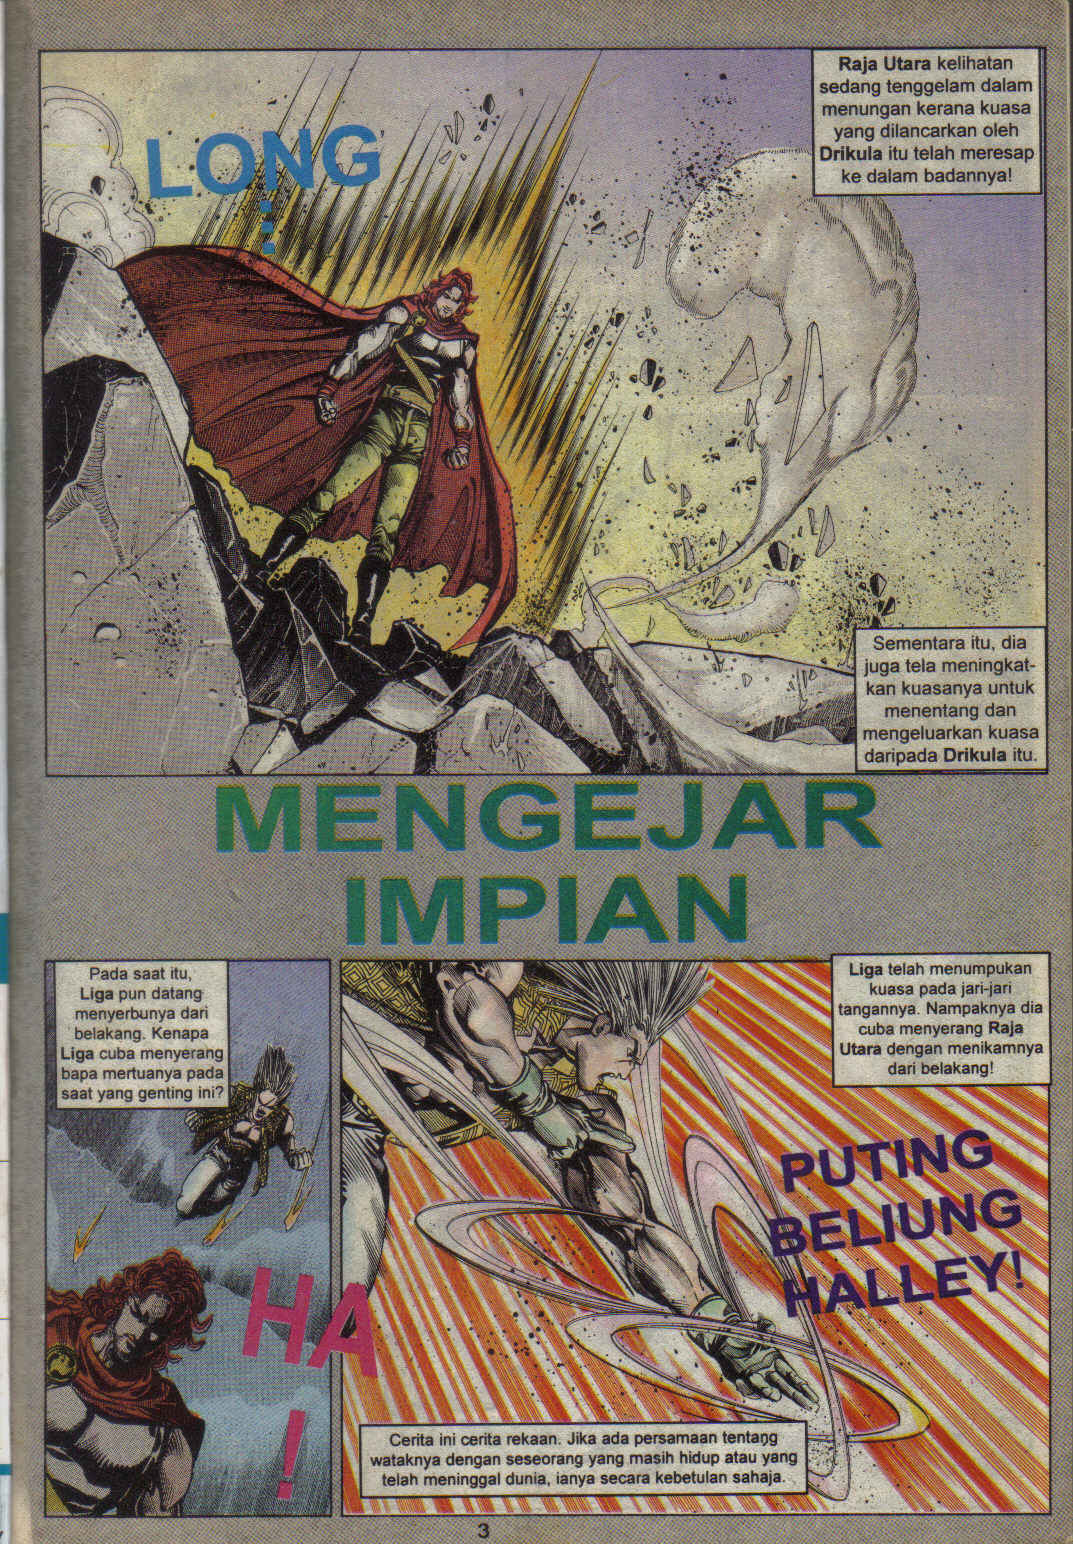 Raja Utara kelihatan
sedang tenggelam dalam
menungan kerana kuasa
yang dilancarkan oleh
Drikula itu telah meresap
ke dalam badannya!
LONG
...
Sementara itu, dia
juga tela meningkat-
kan kuasanya untuk
menentang dan
mengeluarkan kuasa
daripada Drikula itu.
MENGEJAR
IMPIAN
Pada saat itu,
Liga pun datang
menyerbunya dari
belakang. Kenapa
Liga cuba menyerang
bapa mertuanya pada
saat yang genting ini?
HA
!
Liga telah menumpukan
kuasa pada jari-jari
tangannya. Nampaknya dia
cuba menyerang Raja
Utara dengan menikamnya
dari belakang!
PUTING
BELIUNG
HALLEY!
Cerita ini cerita rekaan. Jika ada persamaan tentang
wataknya dengan seseorang yang masih hidup atau yang
telah meninggal dunia, ianya secara kebetulan sahaja.
3